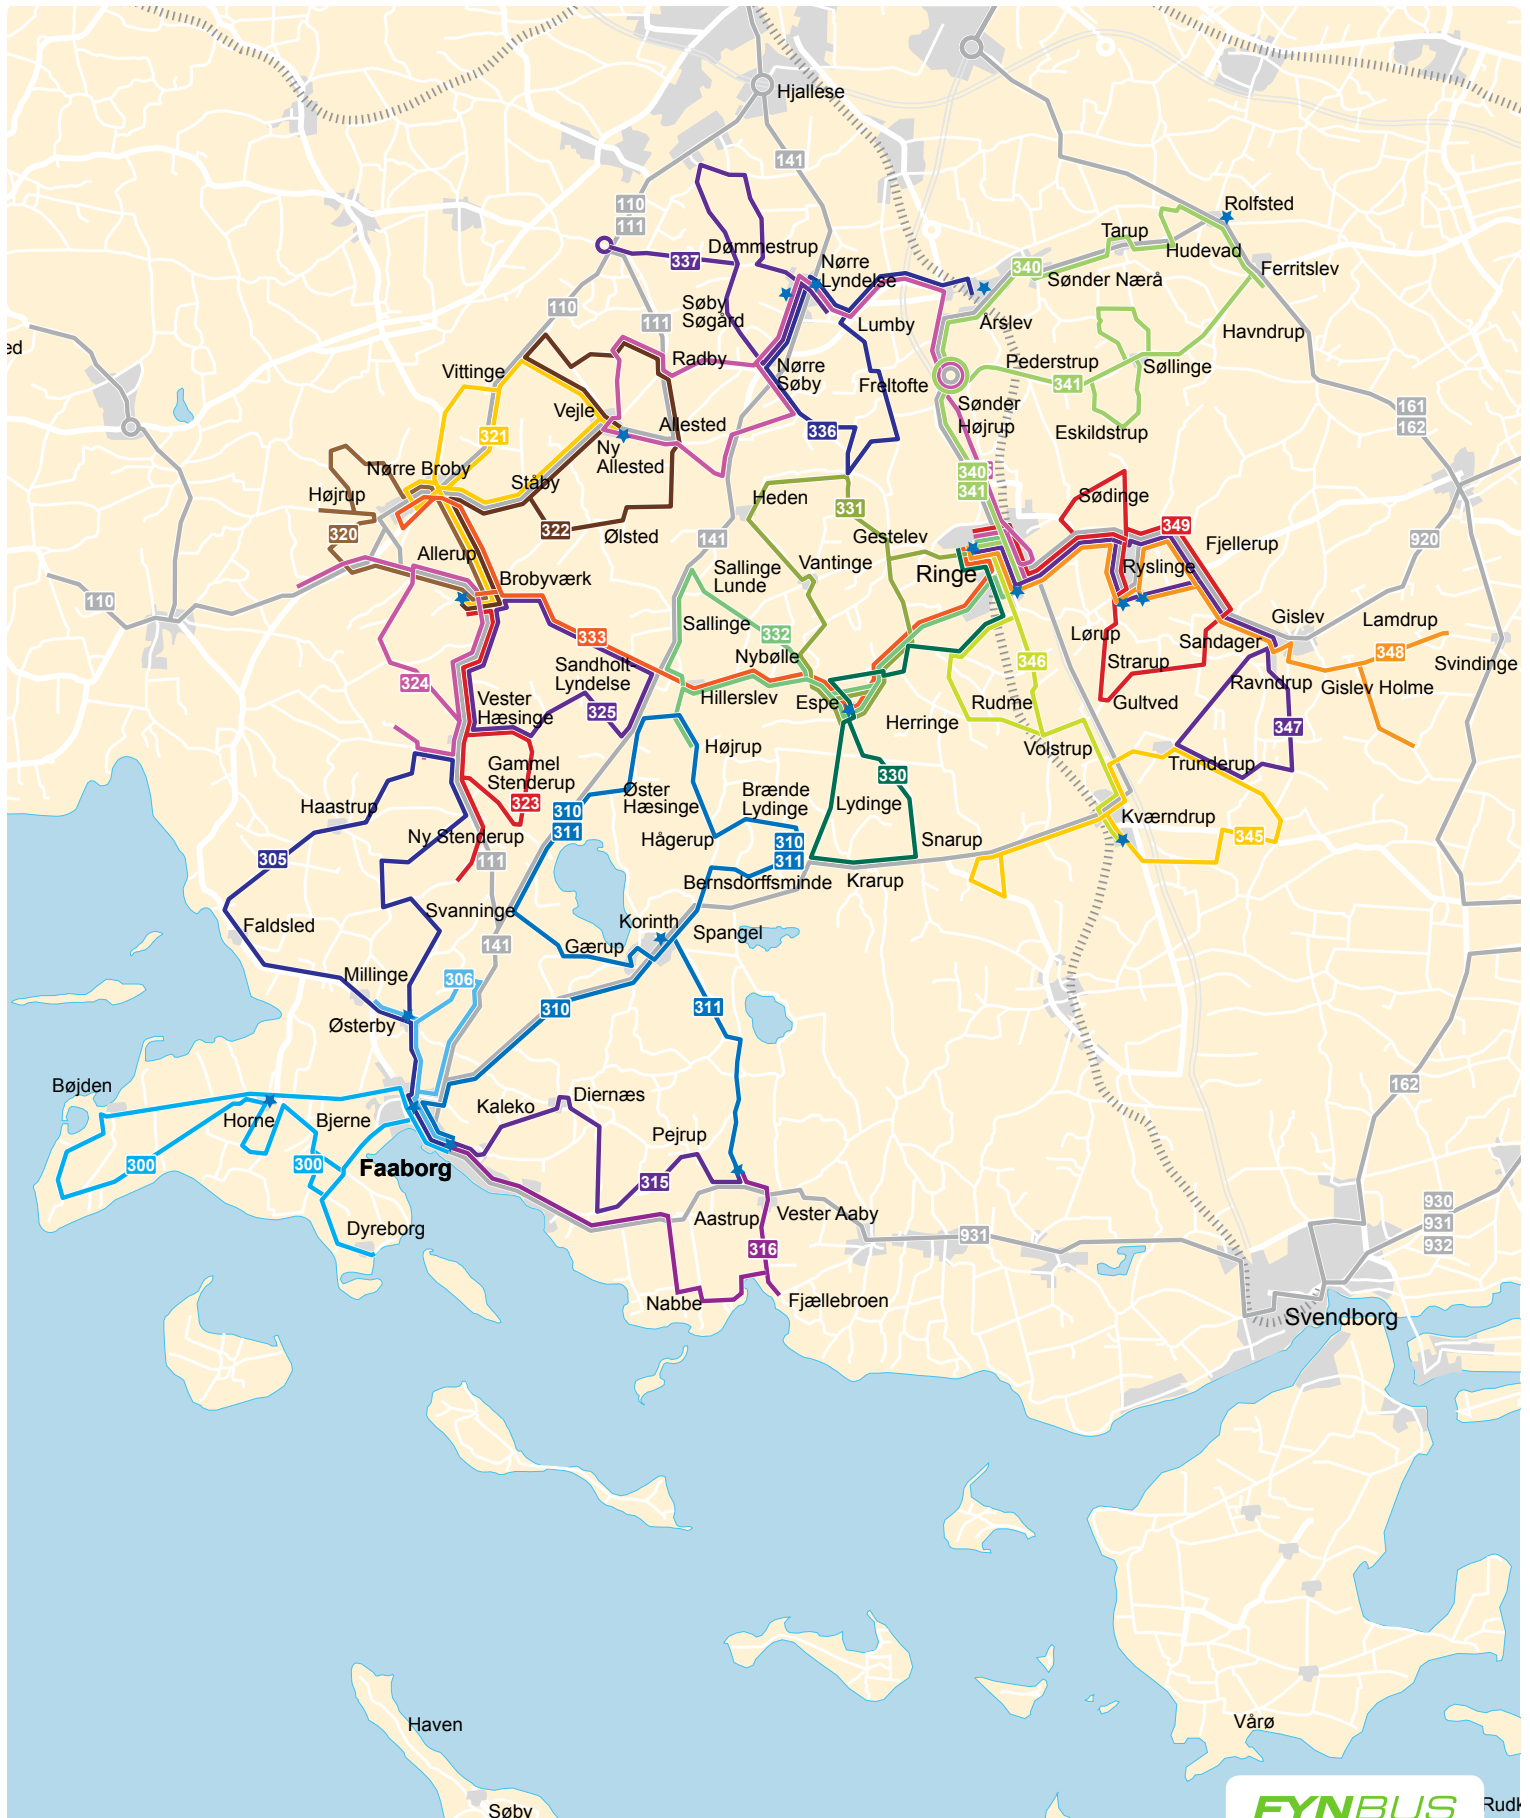 Hjallese
141
110
111
Rolfsted
Tarup
Hudevad
Dømmestrup
337
Nørre
Lyndelse
340
Sønder Nærå
Ferritslev
Søby
Søgård
110
111
Lumby
Årslev
Havndrup
ed
Radby
Vittinge
Nørre
Søby
Freltofte
Pederstrup
341
Søllinge
Vejle
Sønder
Højrup
161
162
321
Allested
336
Eskildstrup
Ny
Allested
Nørre Broby
Ståby
Højrup
340
341
Heden
331
Sødinge
320
322
Ølsted
141
Gestelev
349
920
Fjellerup
Allerup
Brobyværk
Sallinge
Lunde
Vantinge
Ringe
Ryslinge
110
Sallinge
332
333
Lørup
Sandager
Gislev
Lamdrup
348
Svindinge
Sandholt-
Lyndelse
Nybølle
346
Strarup
324
Vester
Hæsinge
325
Hillerslev
Espe
Herringe
Rudme
Gultved
Ravndrup
Gislev Holme
347
Højrup
Volstrup
Trunderup
Gammel
Stenderup
323
Øster
Hæsinge
Brænde
Lydinge
330
Lydinge
Haastrup
310
311
Ny Stenderup
Hågerup
310
311
Snarup
Kværndrup
345
305
111
Bernsdorffsminde
Krarup
Faldsled
Svanninge
141
Korinth
Spangel
Gærup
Millinge
306
310
311
Østerby
Bøjden
162
Horne
Bjerne
Kaleko
Diernæs
300
300
Faaborg
Pejrup
315
Dyreborg
Aastrup
Vester Aaby
930
931
932
316
931
Nabbe
Fjællebroen
Svendborg
Haven
Vårø
Søby
FYNBUS
Rudk